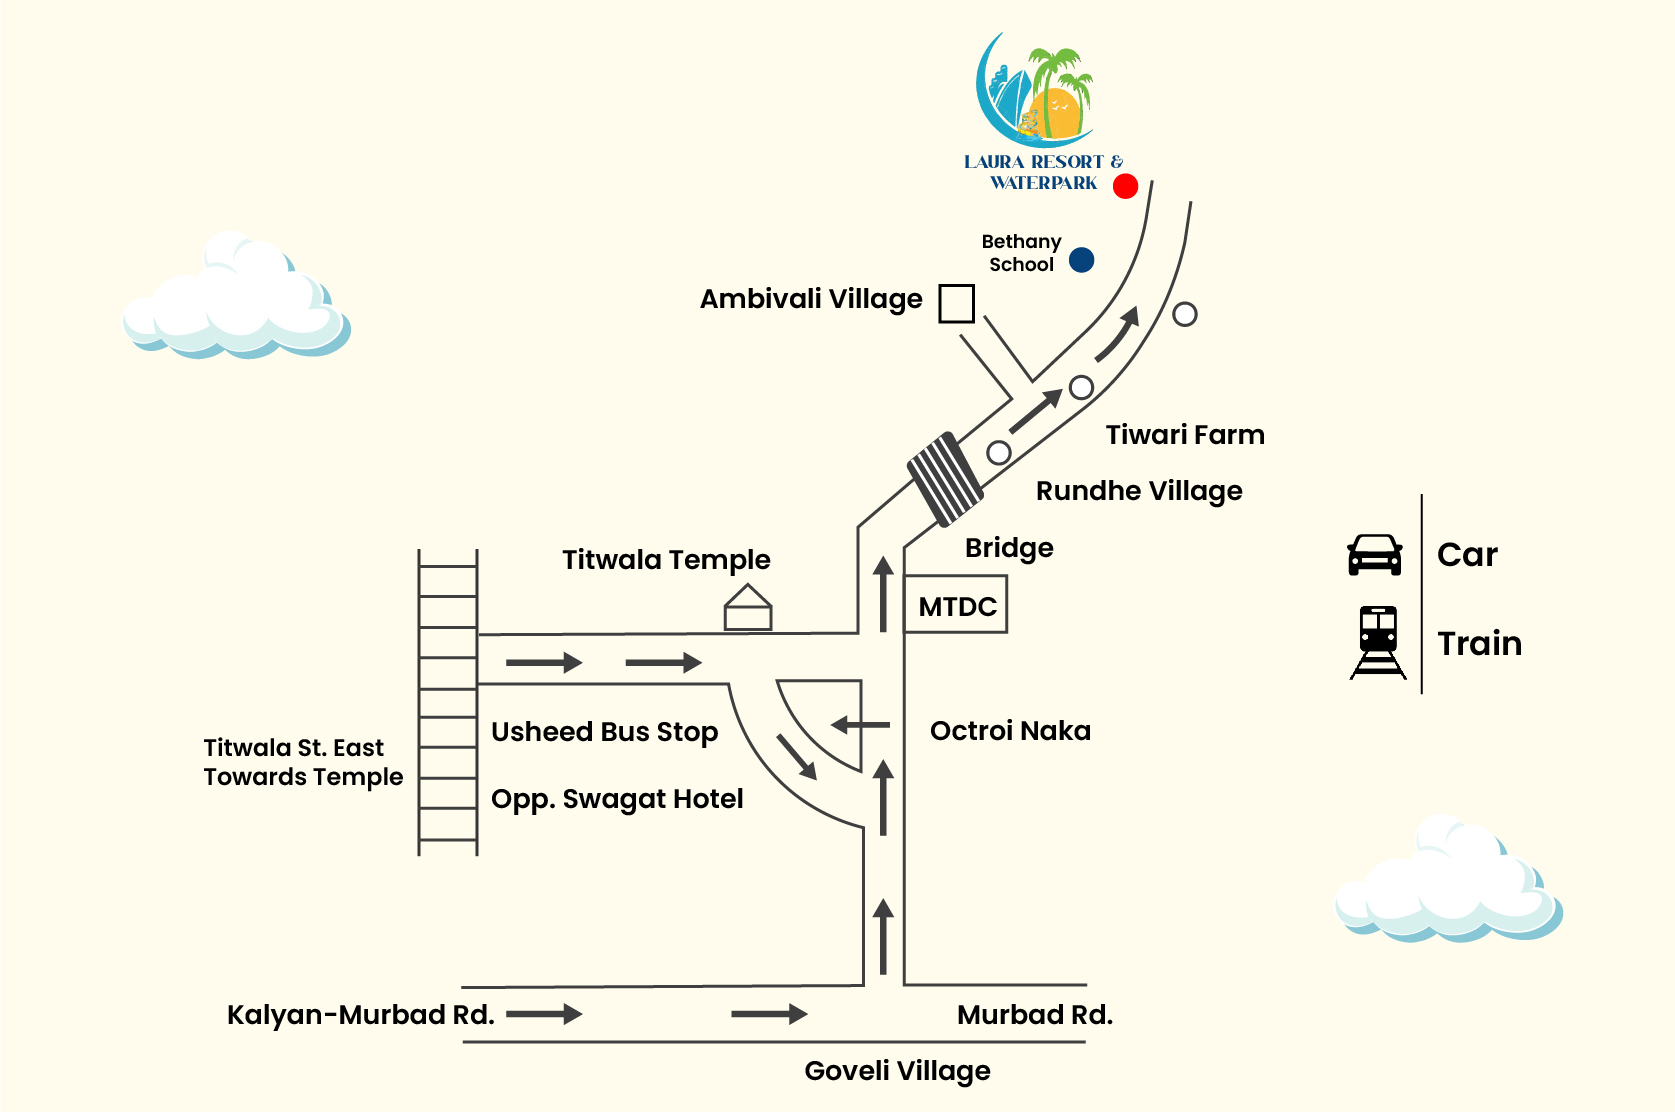 LAURA RESORT &
WATERPARK
Bethany
School
Ambivali Village
Tiwari Farm
Rundhe Village
Bridge
Titwala Temple
MTDC
Car
Train
Usheed Bus Stop
Octroi Naka
Titwala St. East
Towards Temple
Opp. Swagat Hotel
Kalyan-Murbad Rd.
Murbad Rd.
Goveli Village